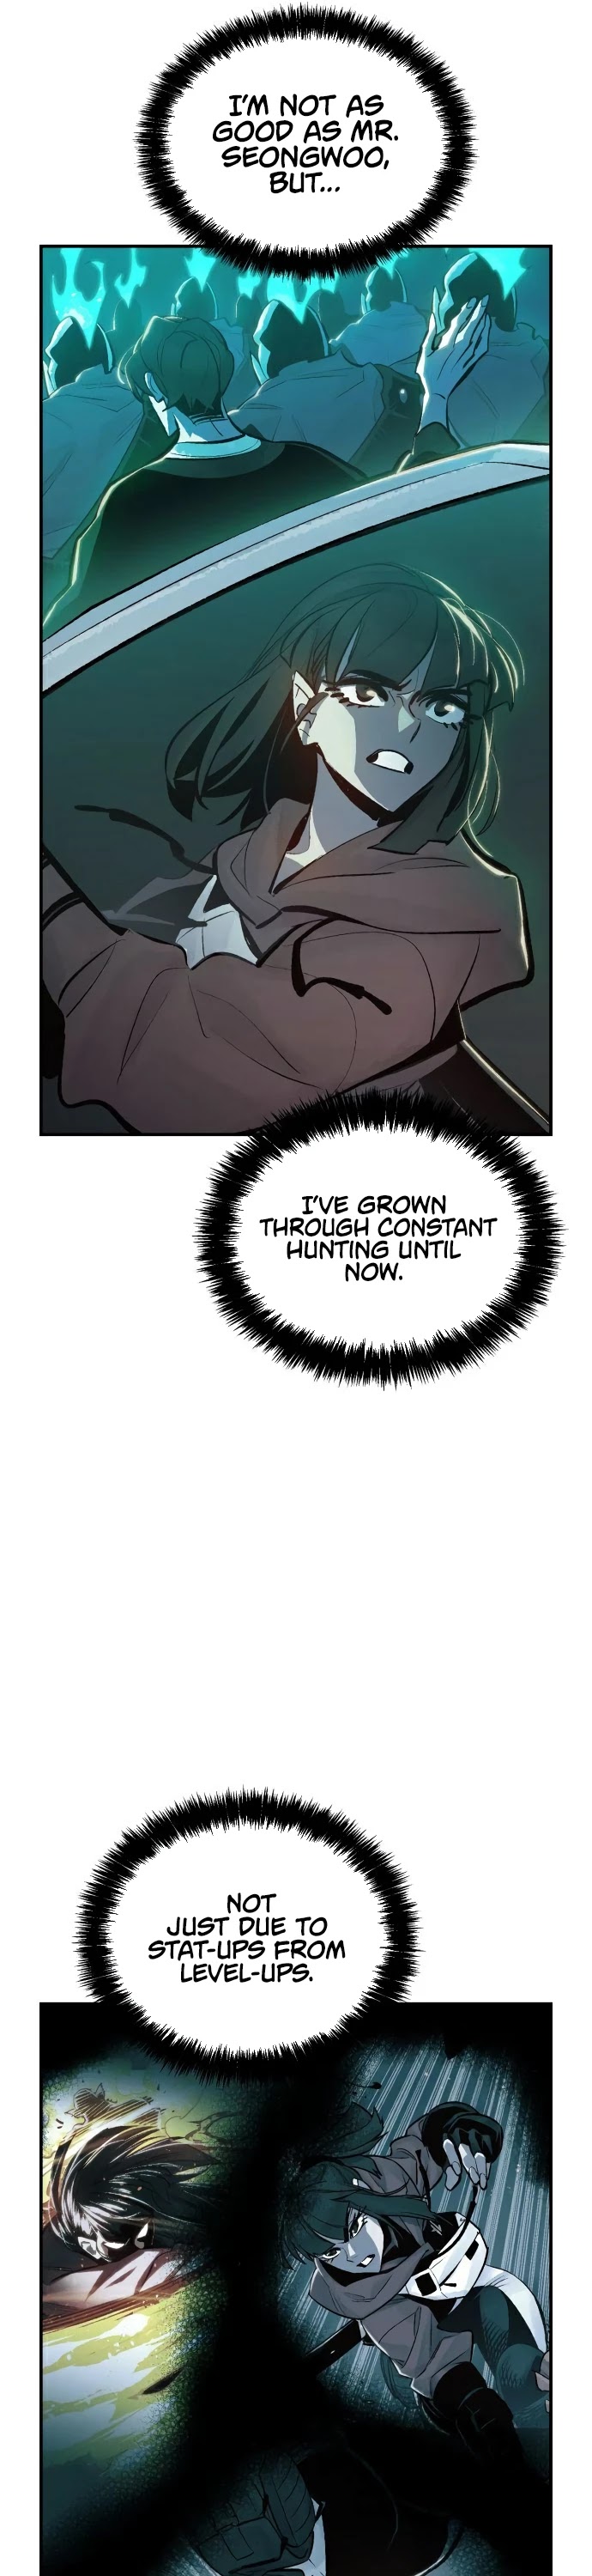 I'M NOT AS
GOOD AS MR.
SEONGWOO,
BUT...
I'VE GROWN
THROUGH CONSTANT
HUNTING UNTIL
NOW.
NOT
JUST DUE TO
STAT-UPS FROM
LEVEL-UPS.